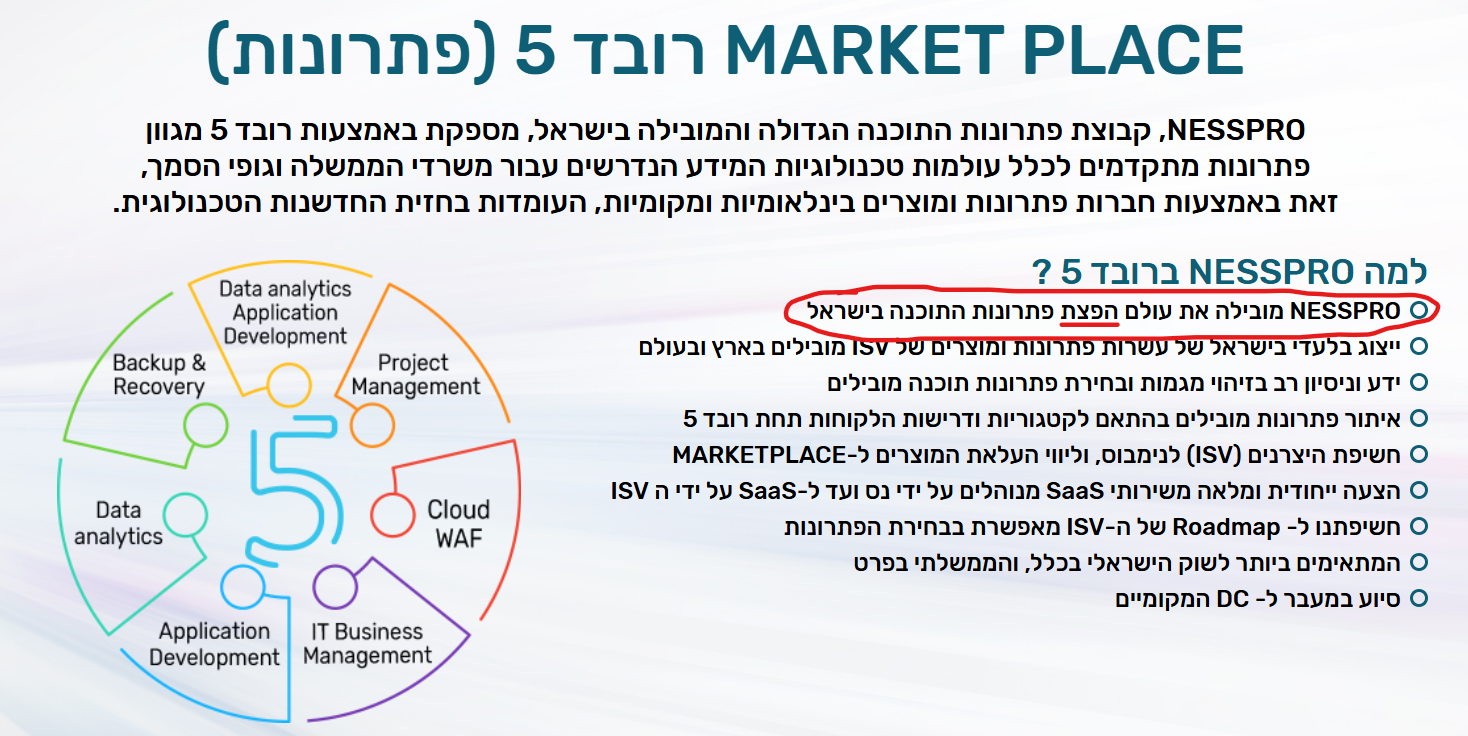 MARKET PLACE רובד 5 (פתרונות)
NESSPRO, קבוצת פתרונות התוכנה הגדולה והמובילה בישראל, מספקת באמצעות רובד 5 מגוון
פתרונות מתקדמים לכלל עולמות טכנולוגיות המידע הנדרשים עבור משרדי הממשלה וגופי הסמך,
זאת באמצעות חברות פתרונות ומוצרים בינלאומיות ומקומיות, העומדות בחזית החדשנות הטכנולוגית.
למה NESSPRO ברובד 5 ?
NESSPRO מובילה את עולם הפצת פתרונות התוכנה בישראל
ייצוג בלעדי בישראל של עשרות פתרונות ומוצרים של ISV מובילים בארץ ובעולם
ידע וניסיון רב בזיהוי מגמות ובחירת פתרונות תוכנה מובילים
איתור פתרונות מובילים בהתאם לקטגוריות ודרישות הלקוחות תחת רובד 5
חשיפת היצרנים (ISV) לנימבוס, וליווי העלאת המוצרים ל-MARKETPLACE
הצעה ייחודית ומלאה משירותי SaaS מנוהלים על ידי נס ועד ל-SaaS על ידי ה ISV
חשיפתנו ל- Roadmap של ה-ISV מאפשרת בבחירת הפתרונות
המתאימים ביותר לשוק הישראלי בכלל, והממשלתי בפרט
סיוע במעבר ל- DC המקומיים
Data analytics
Application
Development
Project
Management
Cloud
WAF
IT Business
Management
Application
Development
Data
analytics
Backup &
Recovery
5